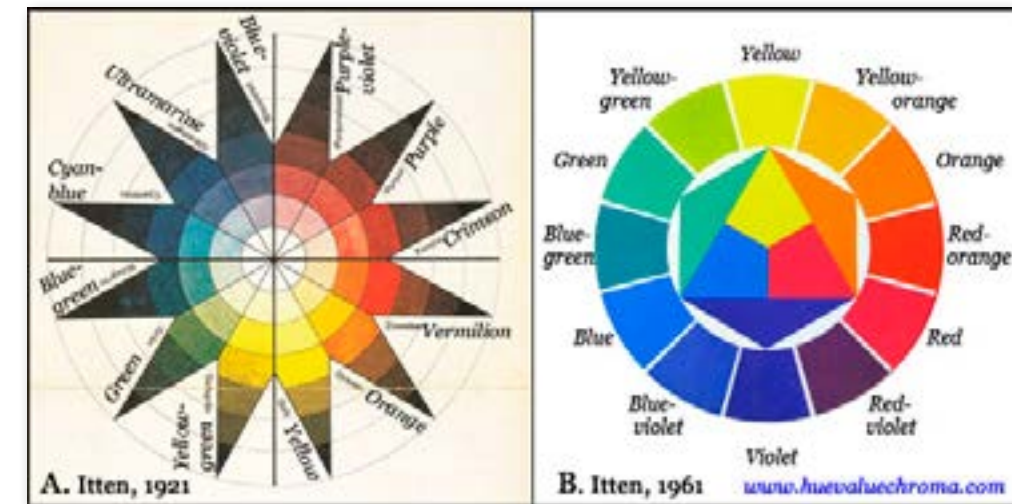 Blue-
violet
Purple-
violet
Ultramarine
Purple
Cyan-
blue
Crimson
Blue-
green
Vermilion
Green
Orange
Yellow-
green
Yellow
A. Itten, 1921
Yellow
Yellow-
green
Yellow-
orange
Green
Orange
Blue-
green
Red-
orange
Blue
Red
Blue-
violet
Red-
violet
Violet
B. Itten, 1961
www.huevaluechroma.com